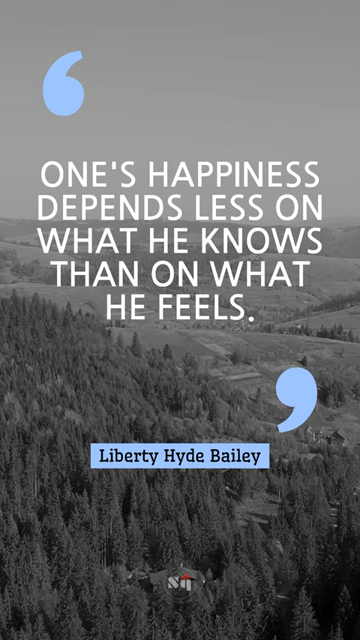 ONE'S HAPPINESS
DEPENDS LESS ON
WHAT HE KNOWS
THAN ON WHAT
HE FEELS.
Liberty Hyde Bailey